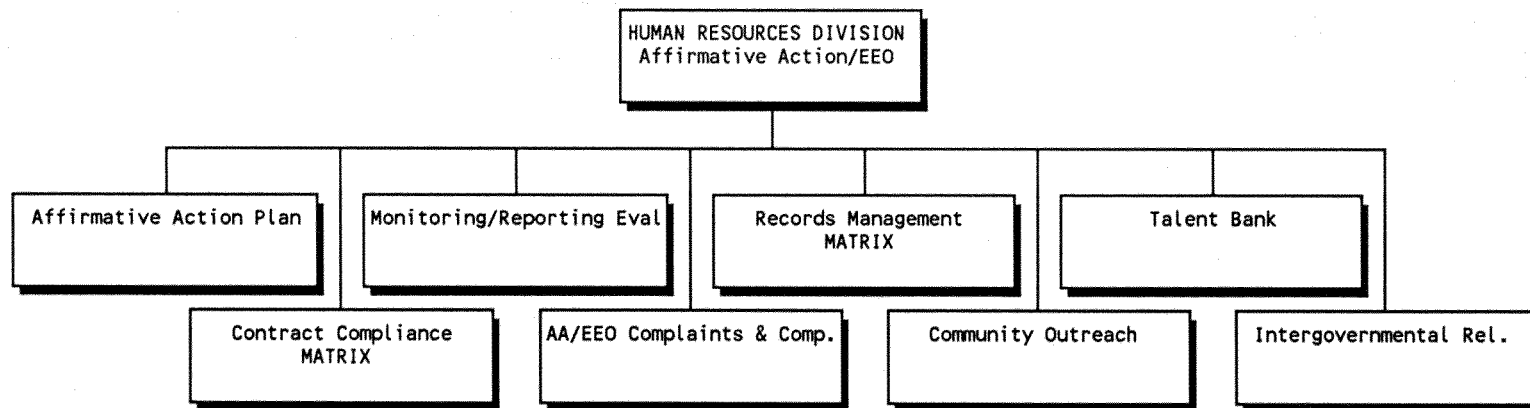 HUMAN RESOURCES DIVISION
Affirmative Action/EEO
Affirmative Action Plan
Monitoring/Reporting Eval
Records Management
MATRIX
Talent Bank
Contract Compliance
MATRIX
AA/EEO Complaints & Comp.
Community Outreach
Intergovernmental Rel.